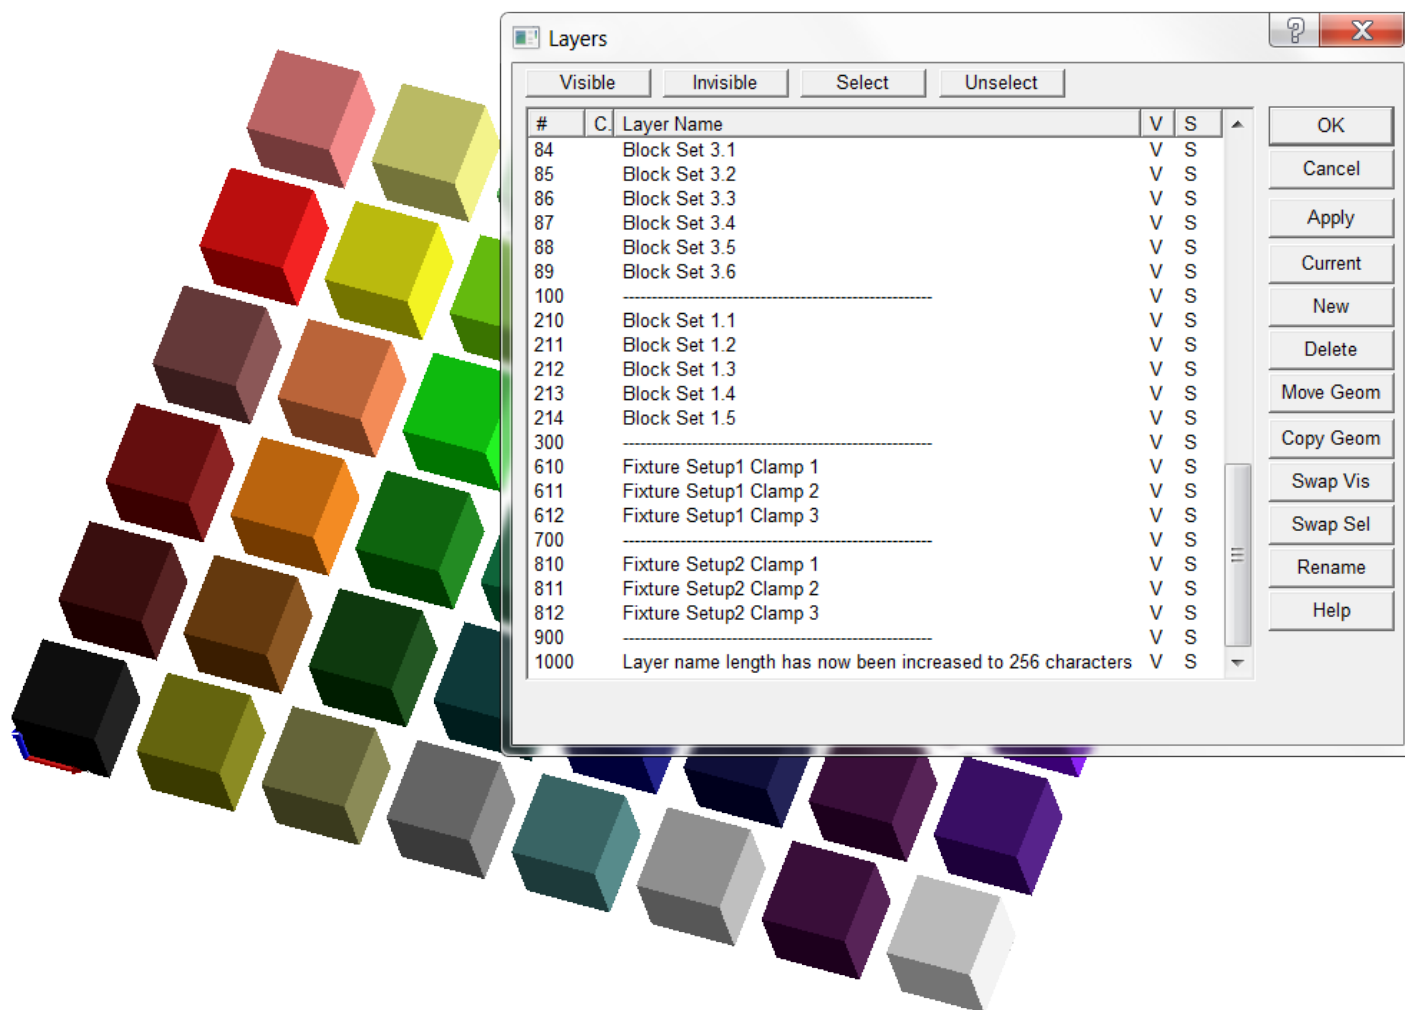 Layers
? X
Visible Invisible Select Unselect
# C. Layer Name V S
84 Block Set 3.1 V S
85 Block Set 3.2 V S
86 Block Set 3.3 V S
87 Block Set 3.4 V S
88 Block Set 3.5 V S
89 Block Set 3.6 V S
100 ------------------------------------------------------- V S
210 Block Set 1.1 V S
211 Block Set 1.2 V S
212 Block Set 1.3 V S
213 Block Set 1.4 V S
214 Block Set 1.5 V S
300 ------------------------------------------------------- V S
610 Fixture Setup1 Clamp 1 V S
611 Fixture Setup1 Clamp 2 V S
612 Fixture Setup1 Clamp 3 V S
700 ------------------------------------------------------- V S
810 Fixture Setup2 Clamp 1 V S
811 Fixture Setup2 Clamp 2 V S
812 Fixture Setup2 Clamp 3 V S
900 ------------------------------------------------------- V S
1000 Layer name length has now been increased to 256 characters V S
OK
Cancel
Apply
Current
New
Delete
Move Geom
Copy Geom
Swap Vis
Swap Sel
Rename
Help